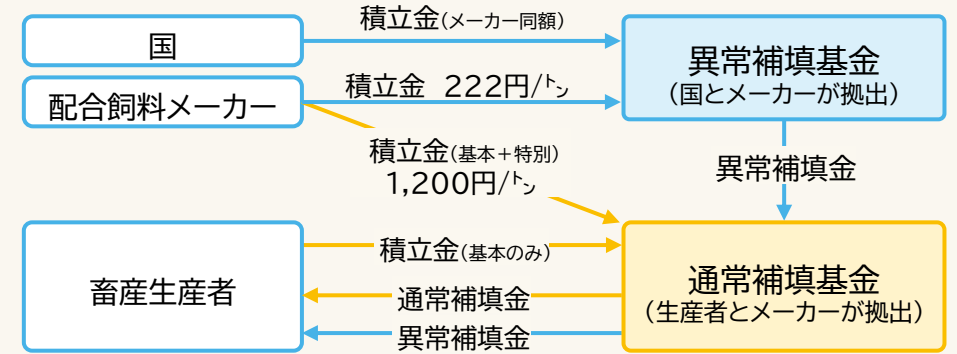 積立金(メーカー同額)
国
異常補填基金
(国とメーカーが拠出)
積立金 222円/㌧
配合飼料メーカー
積立金(基本+特別)
1,200円/㌧
異常補填金
積立金(基本のみ)
畜産生産者
通常補填基金
(生産者とメーカーが拠出)
通常補填金
異常補填金